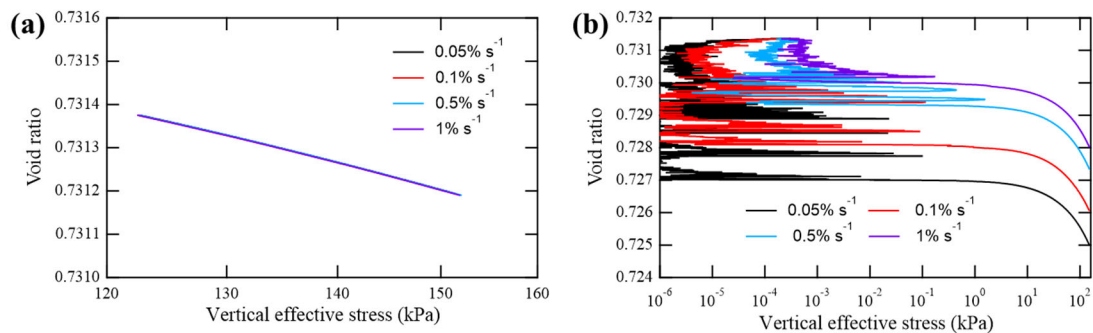 (a)
0.7316
0.7315
0.7314
0.7313
0.7312
0.7311
0.7310
Void ratio
0.05% s⁻¹
0.1% s⁻¹
0.5% s⁻¹
1% s⁻¹
120 130 140 150 160
Vertical effective stress (kPa)
(b)
0.732
0.731
0.730
0.729
0.728
0.727
0.726
0.725
0.724
Void ratio
0.05% s⁻¹ 0.1% s⁻¹
0.5% s⁻¹ 1% s⁻¹
10⁻⁶ 10⁻⁵ 10⁻⁴ 10⁻³ 10⁻² 10⁻¹ 10⁰ 10¹ 10²
Vertical effective stress (kPa)